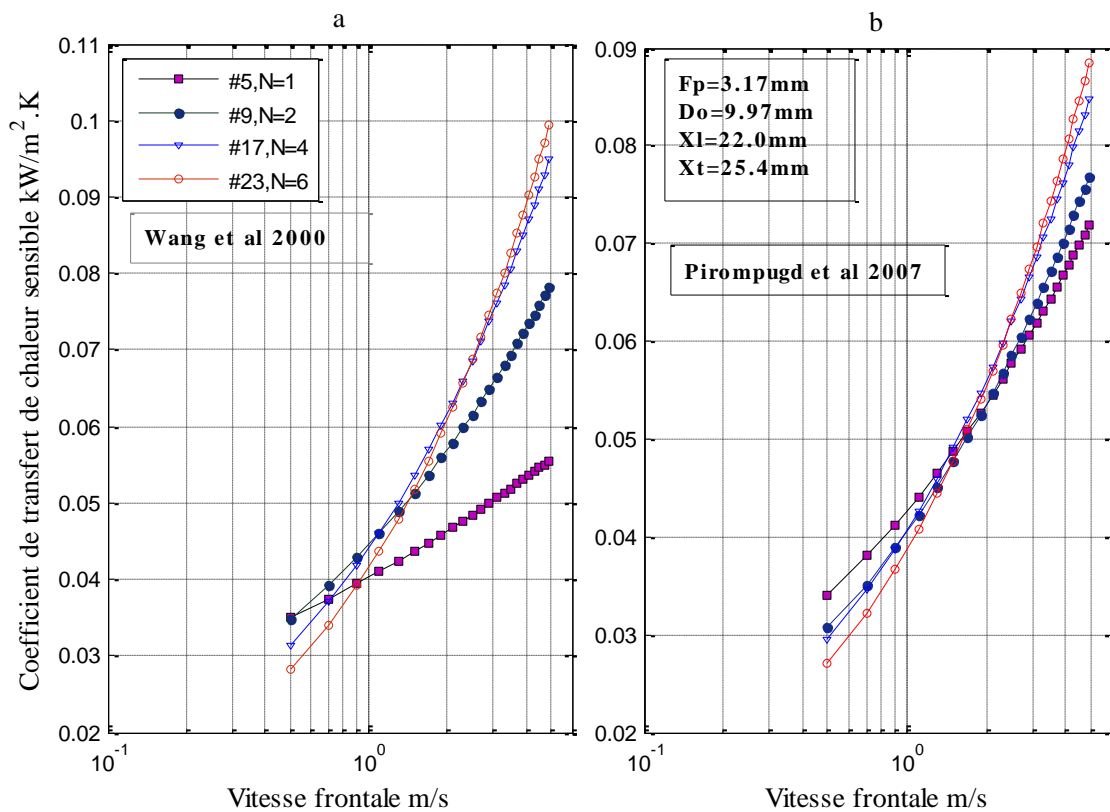 a
b
0.11
0.1
0.09
0.08
0.07
0.06
0.05
0.04
0.03
0.02
#5,N=1
#9,N=2
#17,N=4
#23,N=6
Wang et al 2000
Coefficient de transfert de chaleur sensible kW/m².K
10⁻¹
10⁰
Vitesse frontale m/s
0.09
0.08
0.07
0.06
0.05
0.04
0.03
0.02
Fp=3.17mm
Do=9.97mm
Xl=22.0mm
Xt=25.4mm
Pirompugd et al 2007
10⁻¹
10⁰
Vitesse frontale m/s